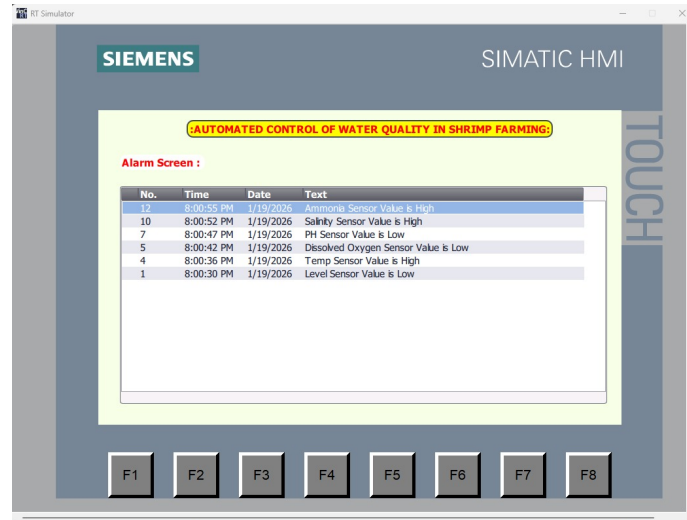 RT Simulator
SIEMENS
SIMATIC HMI
TOUCH
:AUTOMATED CONTROL OF WATER QUALITY IN SHRIMP FARMING:
Alarm Screen :
No. Time Date Text
12 8:00:55 PM 1/19/2026 Ammonia Sensor Value is High
10 8:00:52 PM 1/19/2026 Salinity Sensor Value is High
7 8:00:47 PM 1/19/2026 PH Sensor Value is Low
5 8:00:42 PM 1/19/2026 Dissolved Oxygen Sensor Value is Low
4 8:00:36 PM 1/19/2026 Temp Sensor Value is High
1 8:00:30 PM 1/19/2026 Level Sensor Value is Low
F1 F2 F3 F4 F5 F6 F7 F8